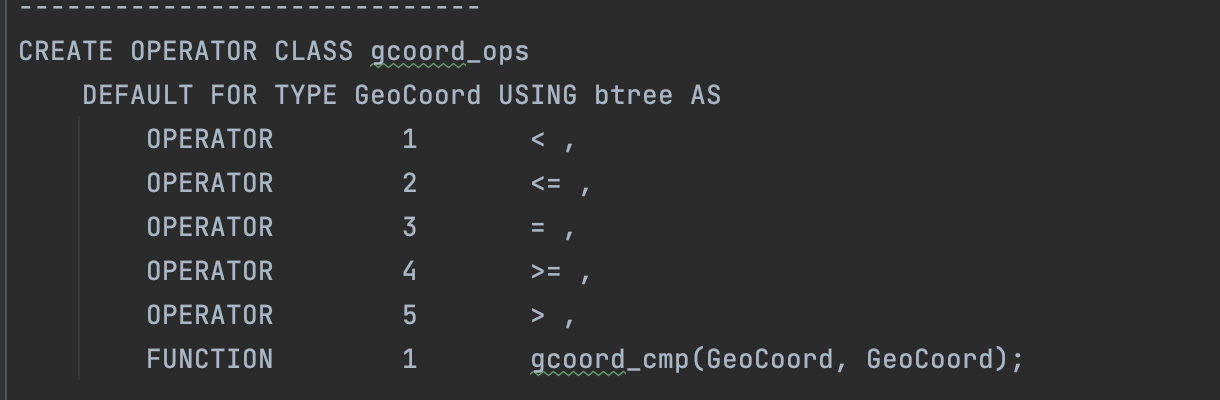 -----------------------------
CREATE OPERATOR CLASS gcoord_ops
    DEFAULT FOR TYPE GeoCoord USING btree AS
        OPERATOR        1       < ,
        OPERATOR        2       <= ,
        OPERATOR        3       = ,
        OPERATOR        4       >= ,
        OPERATOR        5       > ,
        FUNCTION        1       gcoord_cmp(GeoCoord, GeoCoord);